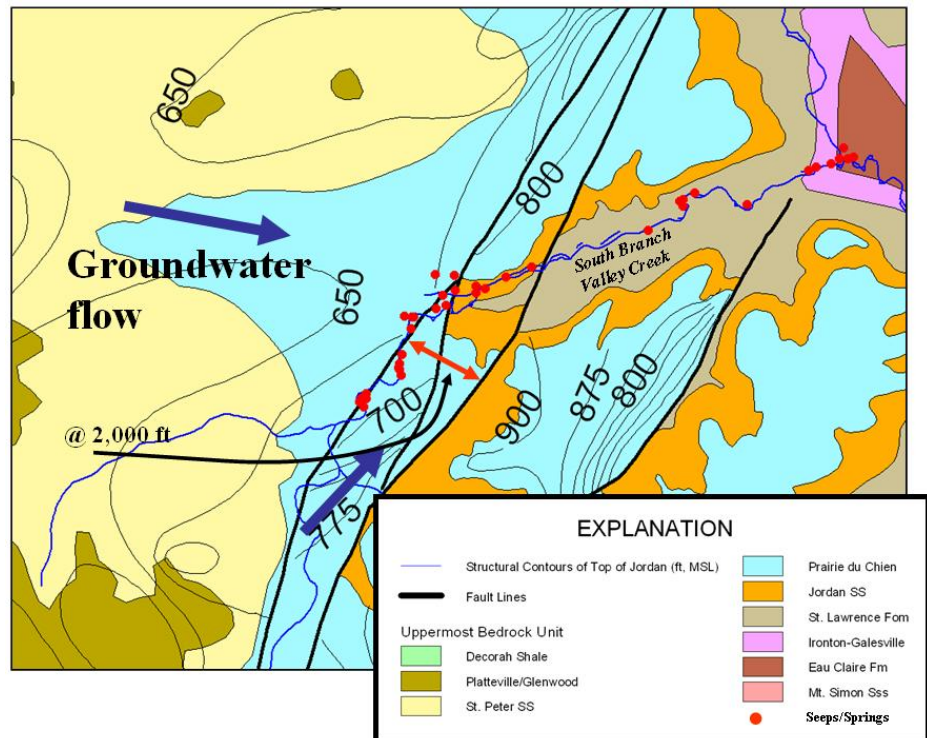 650
800
Groundwater
flow
650
South Branch
Valley Creek
700
900
875
800
@ 2,000 ft
775
EXPLANATION
Structural Contours of Top of Jordan (ft, MSL)
Fault Lines
Uppermost Bedrock Unit
Decorah Shale
Platteville/Glenwood
St. Peter SS
Prairie du Chien
Jordan SS
St. Lawrence Fom
Ironton-Galesville
Eau Claire Fm
Mt. Simon Sss
Seeps/Springs